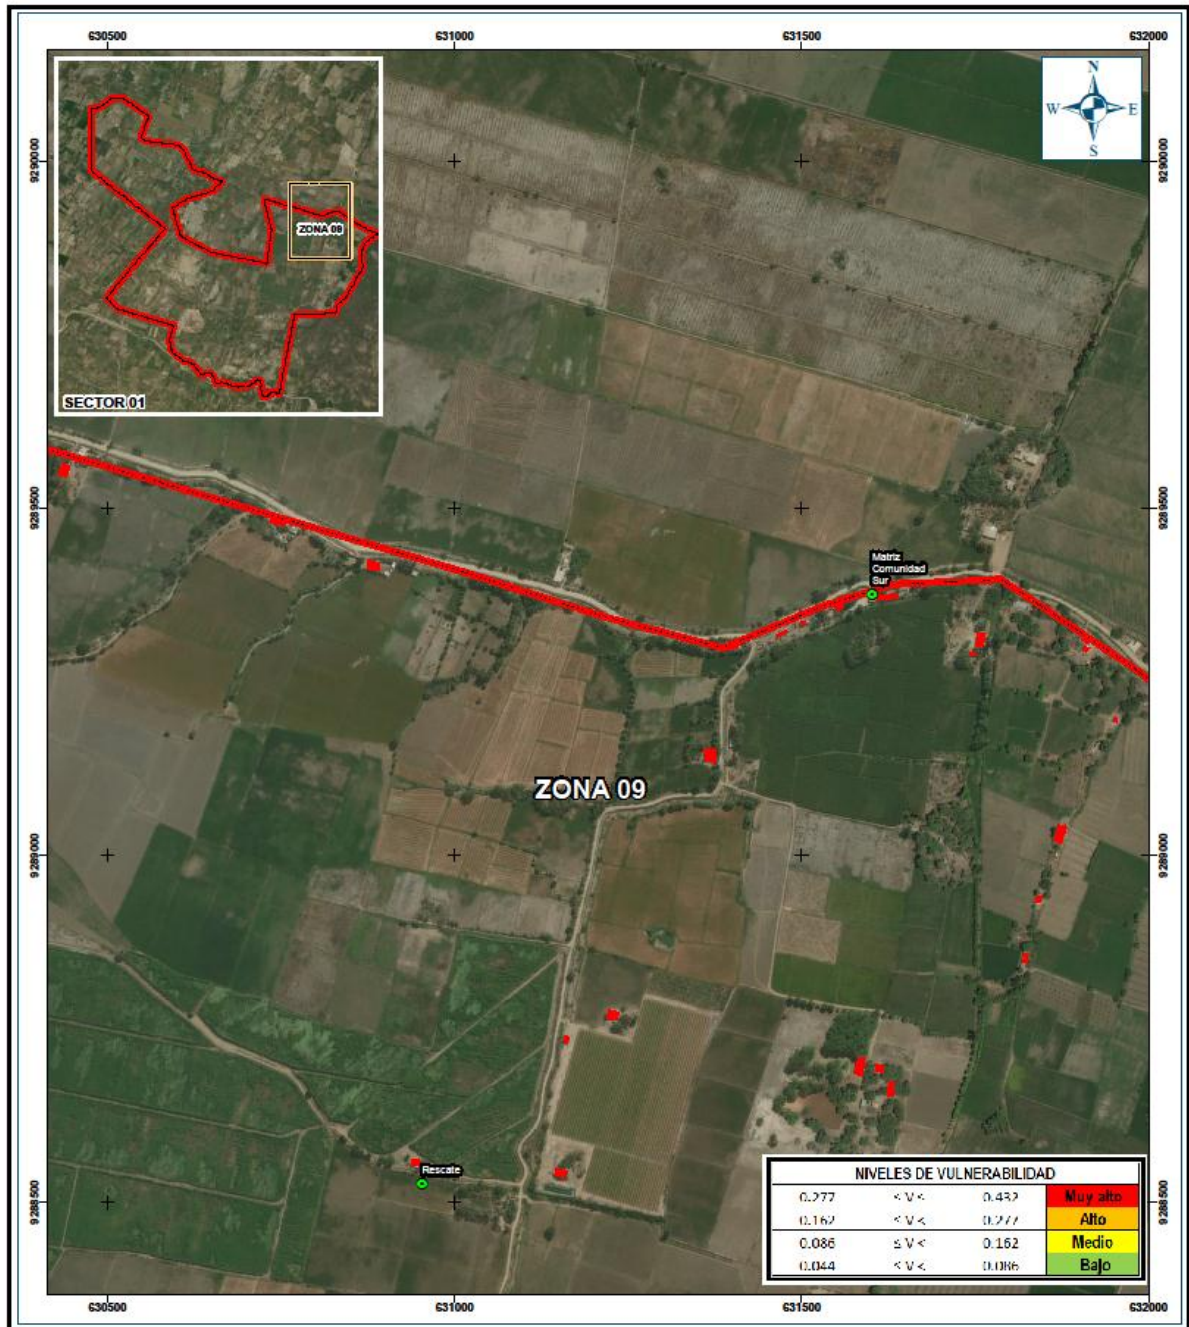 630500 631000 631500 632000
N
W E
S
ZONA 09
SECTOR 01
9290000 9290000
9289500 9289500
Matriz
Comunidad
Sur
ZONA 09
9289000 9289000
Rescate
9288500 9288500
NIVELES DE VULNERABILIDAD
0.277 ≤ V < 0.432 Muy alto
0.162 ≤ V < 0.277 Alto
0.086 ≤ V < 0.162 Medio
0.044 ≤ V < 0.086 Bajo
630500 631000 631500 632000